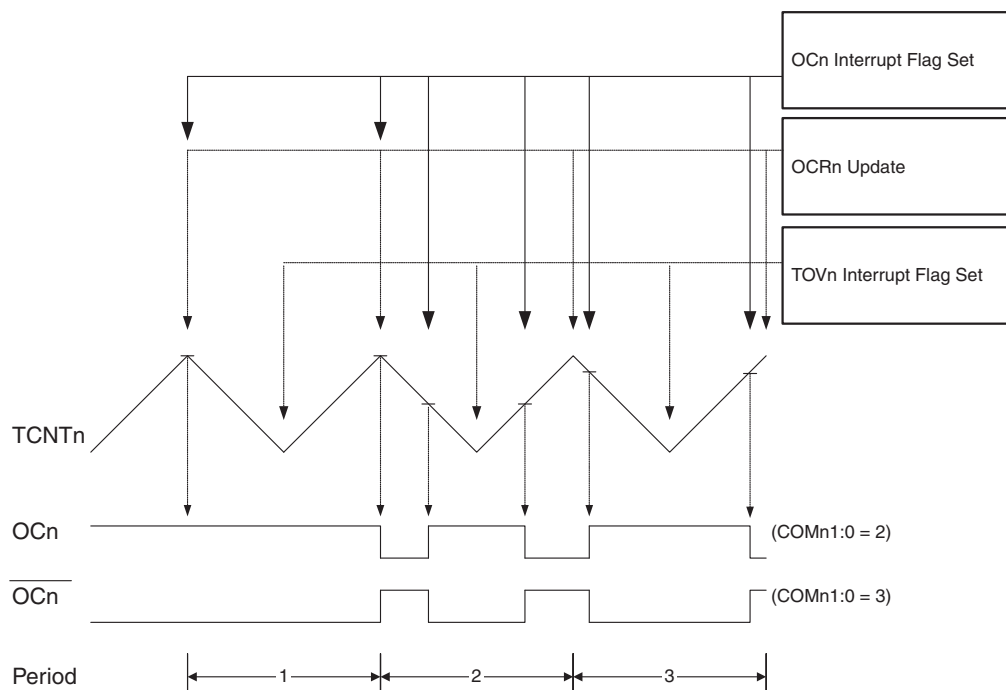 OCn Interrupt Flag Set
OCRn Update
TOVn Interrupt Flag Set
TCNTn
OCn
(COMn1:0 = 2)
OCn
(COMn1:0 = 3)
Period
1
2
3